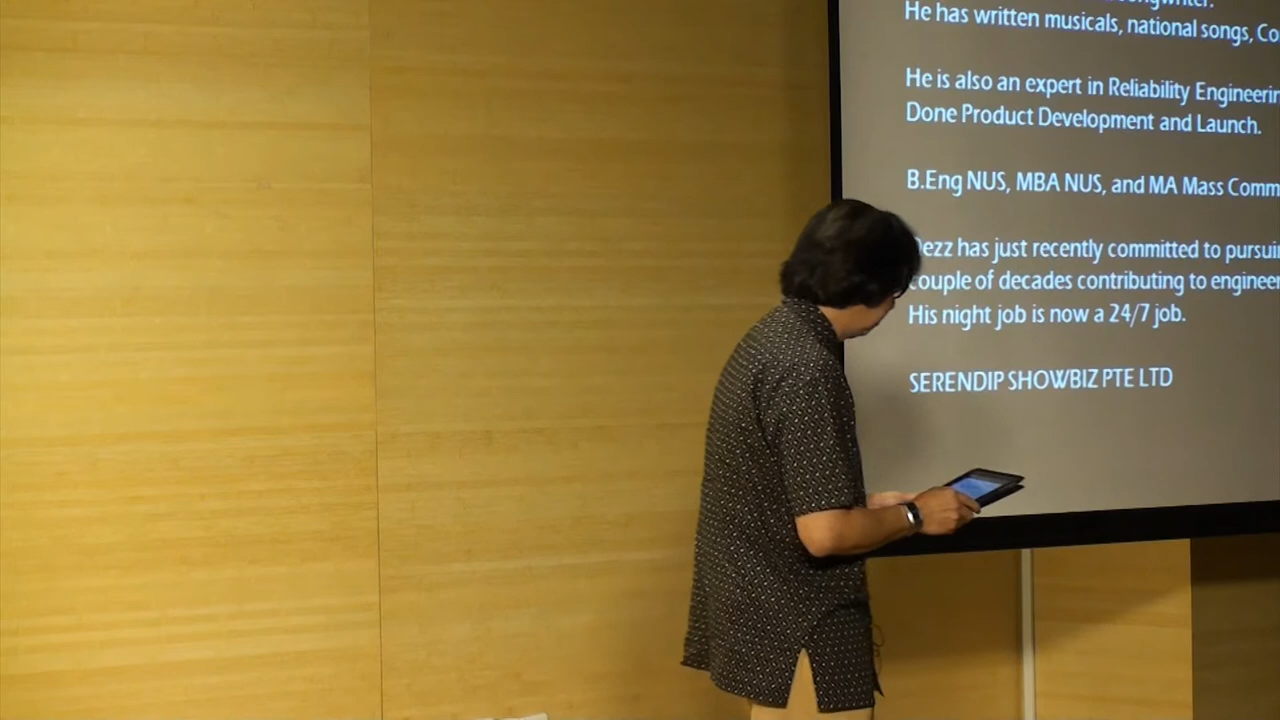 songwriter.
He has written musicals, national songs, Co
He is also an expert in Reliability Engineerin
Done Product Development and Launch.
B.Eng NUS, MBA NUS, and MA Mass Comm
Dezz has just recently committed to pursuin
couple of decades contributing to engineer
His night job is now a 24/7 job.
SERENDIP SHOWBIZ PTE LTD